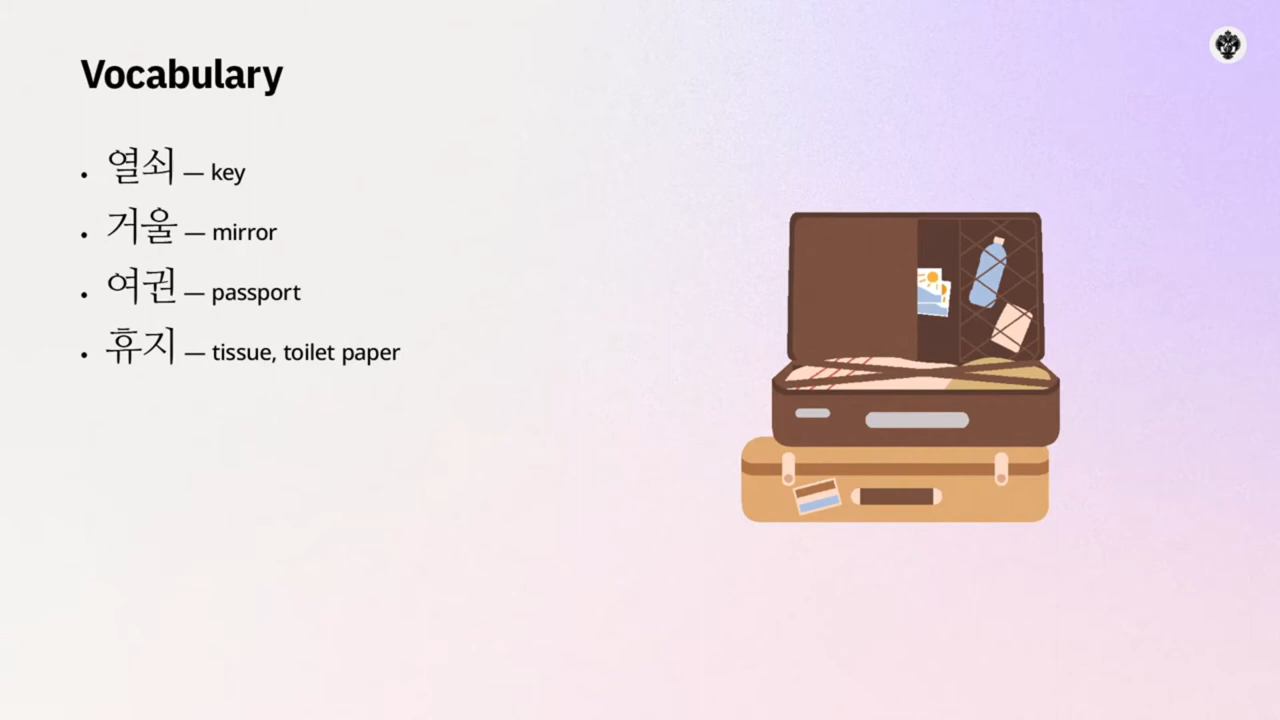 Vocabulary
• 열쇠 — key
• 거울 — mirror
• 여권 — passport
• 휴지 — tissue, toilet paper